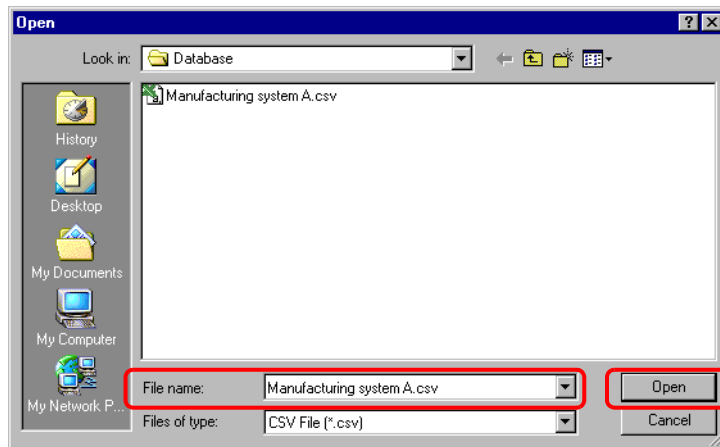 Open
Look in: Database
Manufacturing system A.csv
History
Desktop
My Documents
My Computer
My Network P...
File name: Manufacturing system A.csv Open
Files of type: CSV File (*.csv) Cancel